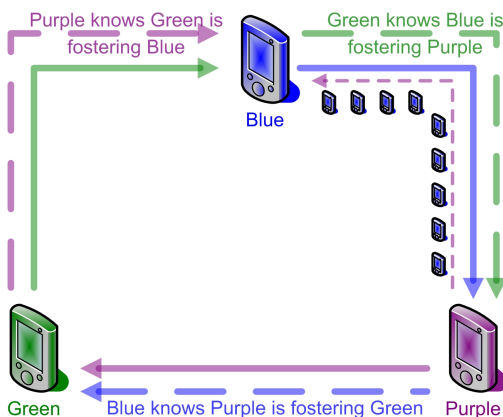 Purple knows Green is
fostering Blue
Green knows Blue is
fostering Purple
Blue
Green
Blue knows Purple is fostering Green
Purple